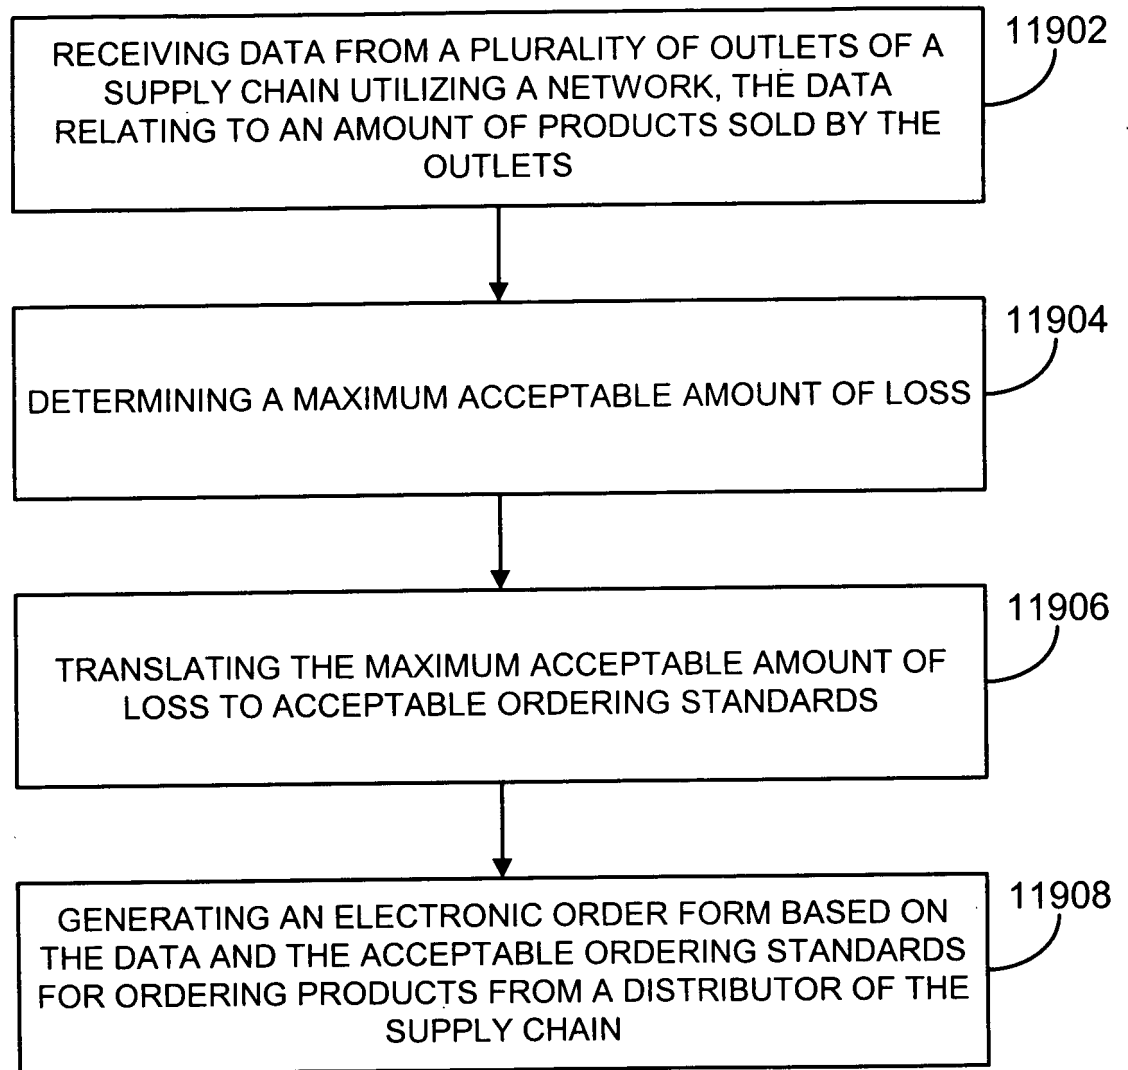 RECEIVING DATA FROM A PLURALITY OF OUTLETS OF A
SUPPLY CHAIN UTILIZING A NETWORK, THE DATA
RELATING TO AN AMOUNT OF PRODUCTS SOLD BY THE
OUTLETS
11902
DETERMINING A MAXIMUM ACCEPTABLE AMOUNT OF LOSS
11904
TRANSLATING THE MAXIMUM ACCEPTABLE AMOUNT OF
LOSS TO ACCEPTABLE ORDERING STANDARDS
11906
GENERATING AN ELECTRONIC ORDER FORM BASED ON
THE DATA AND THE ACCEPTABLE ORDERING STANDARDS
FOR ORDERING PRODUCTS FROM A DISTRIBUTOR OF THE
SUPPLY CHAIN
11908